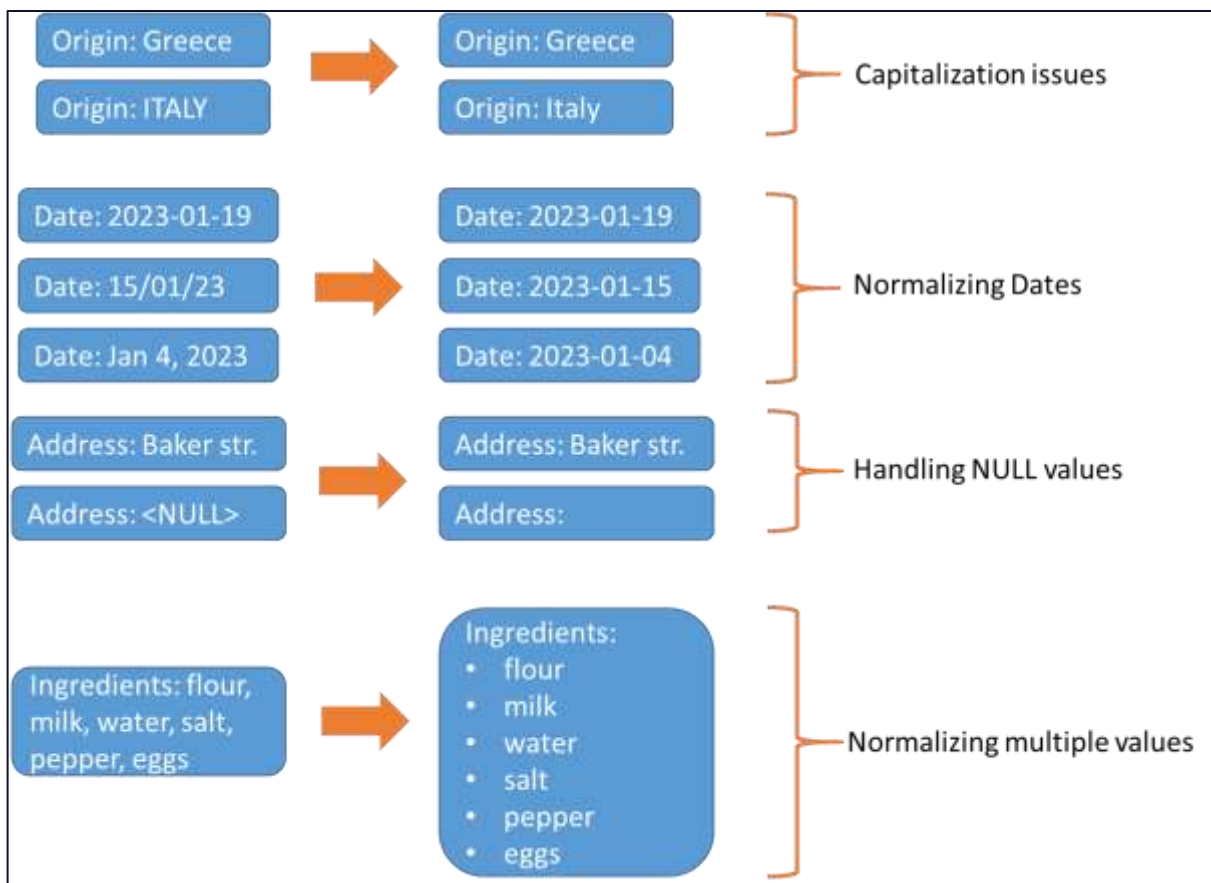 Origin: Greece
Origin: Greece
Origin: ITALY
Origin: Italy
Capitalization issues
Date: 2023-01-19
Date: 2023-01-19
Date: 15/01/23
Date: 2023-01-15
Normalizing Dates
Date: Jan 4, 2023
Date: 2023-01-04
Address: Baker str.
Address: Baker str.
Handling NULL values
Address: <NULL>
Address:
Ingredients: flour,
milk, water, salt,
pepper, eggs
Ingredients:
• flour
• milk
• water
• salt
• pepper
• eggs
Normalizing multiple values